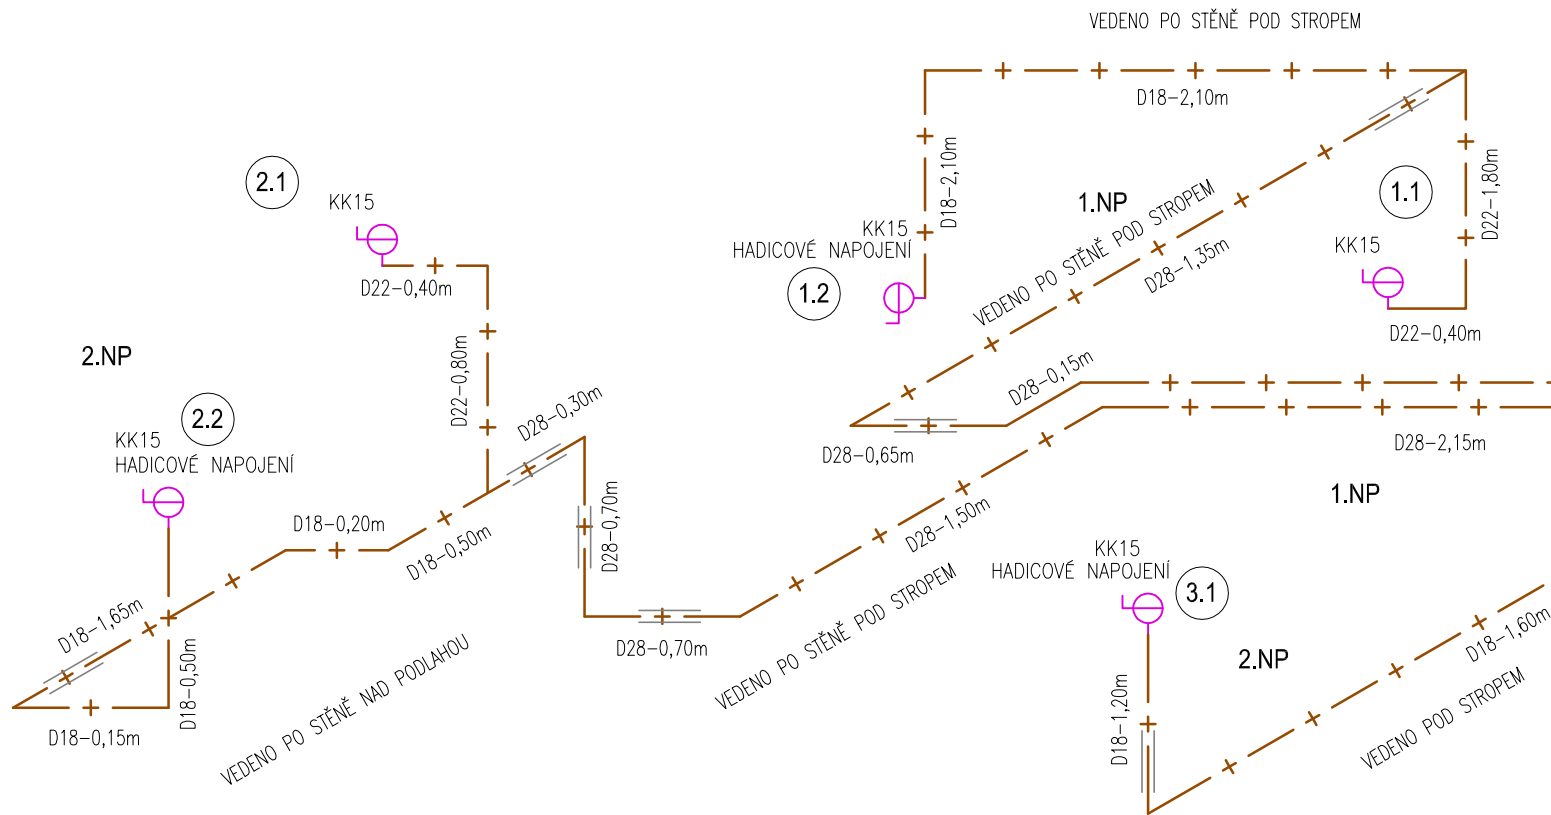 VEDENO PO STĚNĚ POD STROPEM
D18-2,10m
2.1
KK15
D22-0,40m
D18-2,10m
1.NP
KK15
HADICOVÉ NAPOJENÍ
1.2
VEDENO PO STĚNĚ POD STROPEM
D28-1,35m
1.1
D22-1,80m
KK15
D22-0,40m
2.NP
D22-0,80m
2.2
KK15
HADICOVÉ NAPOJENÍ
D28-0,30m
D28-0,15m
D28-0,65m
D28-2,15m
1.NP
D18-0,20m
D18-0,50m
D28-0,70m
D28-1,50m
VEDENO PO STĚNĚ POD STROPEM
KK15
HADICOVÉ NAPOJENÍ
3.1
D18-1,65m
D18-0,50m
D28-0,70m
D18-0,15m
VEDENO PO STĚNĚ NAD PODLAHOU
2.NP
D18-1,20m
D18-1,60m
VEDENO POD STROPEM